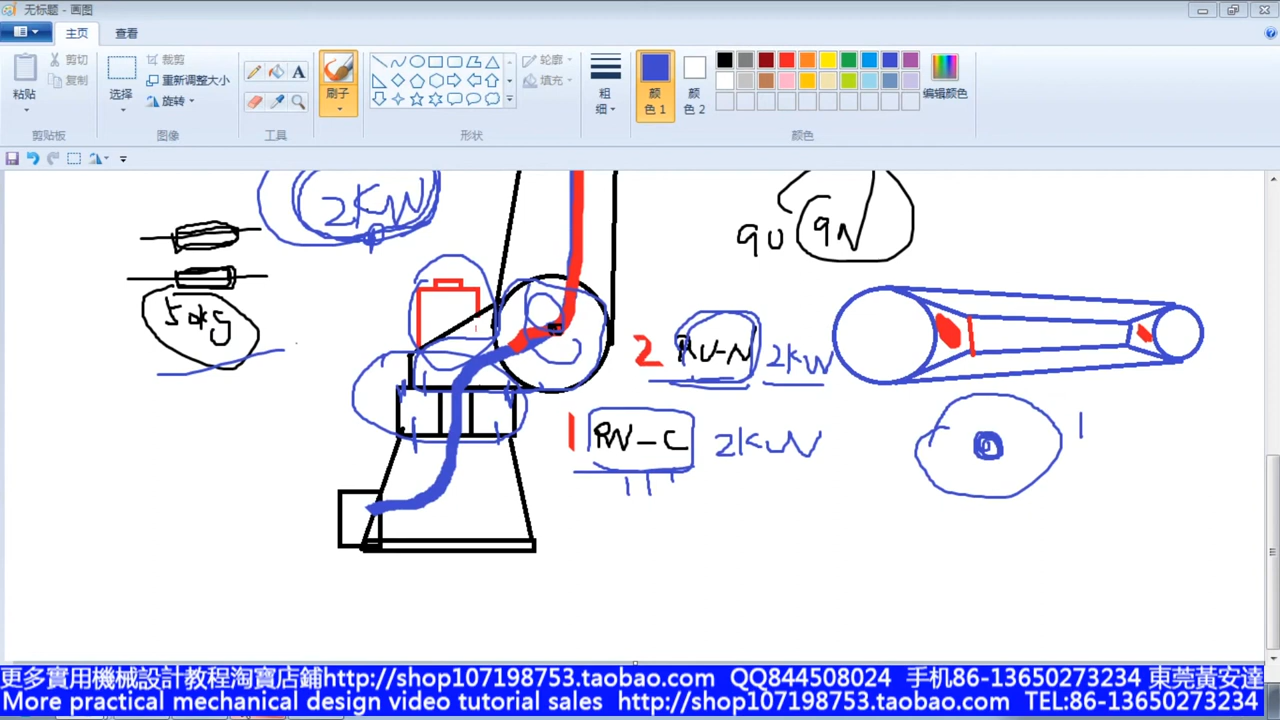 无标题 - 画图
主页
查看
粘贴
剪切
复制
剪贴板
选择
裁剪
重新调整大小
旋转
图像
A
工具
刷子
轮廓
填充
形状
粗
细
颜
色 1
颜
色 2
编辑颜色
颜色
2KW
50kg
90
9N
2
RV-N
2KW
1
RV-C
2KW
1
更多實用機械設計教程淘寶店鋪http://shop107198753.taobao.com QQ844508024 手机86-13650273234 東莞黃安達
More practical mechanical design video tutorial sales http://shop107198753.taobao.com TEL:86-13650273234